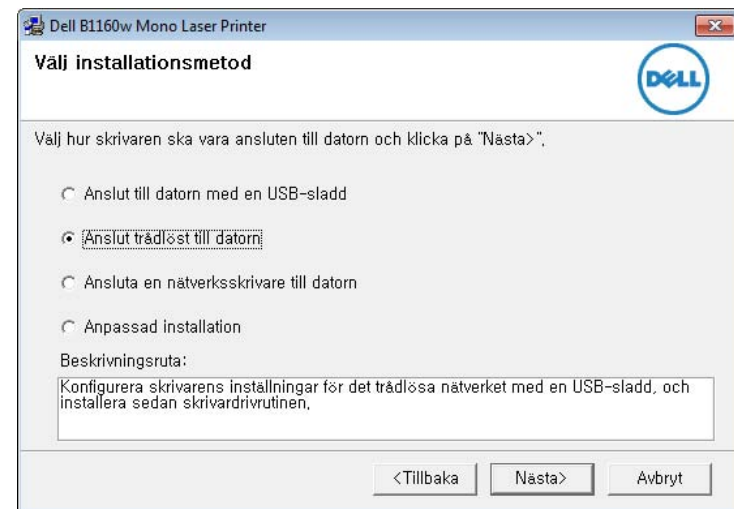 Dell B1160w Mono Laser Printer
Välj installationsmetod
DELL
Välj hur skrivaren ska vara ansluten till datorn och klicka på "Nästa>".
Anslut till datorn med en USB-sladd
Anslut trådlöst till datorn
Ansluta en nätverksskrivare till datorn
Anpassad installation
Beskrivningsruta:
Konfigurera skrivarens inställningar för det trådlösa nätverket med en USB-sladd, och
installera sedan skrivardrivrutinen.
<Tillbaka
Nästa>
Avbryt